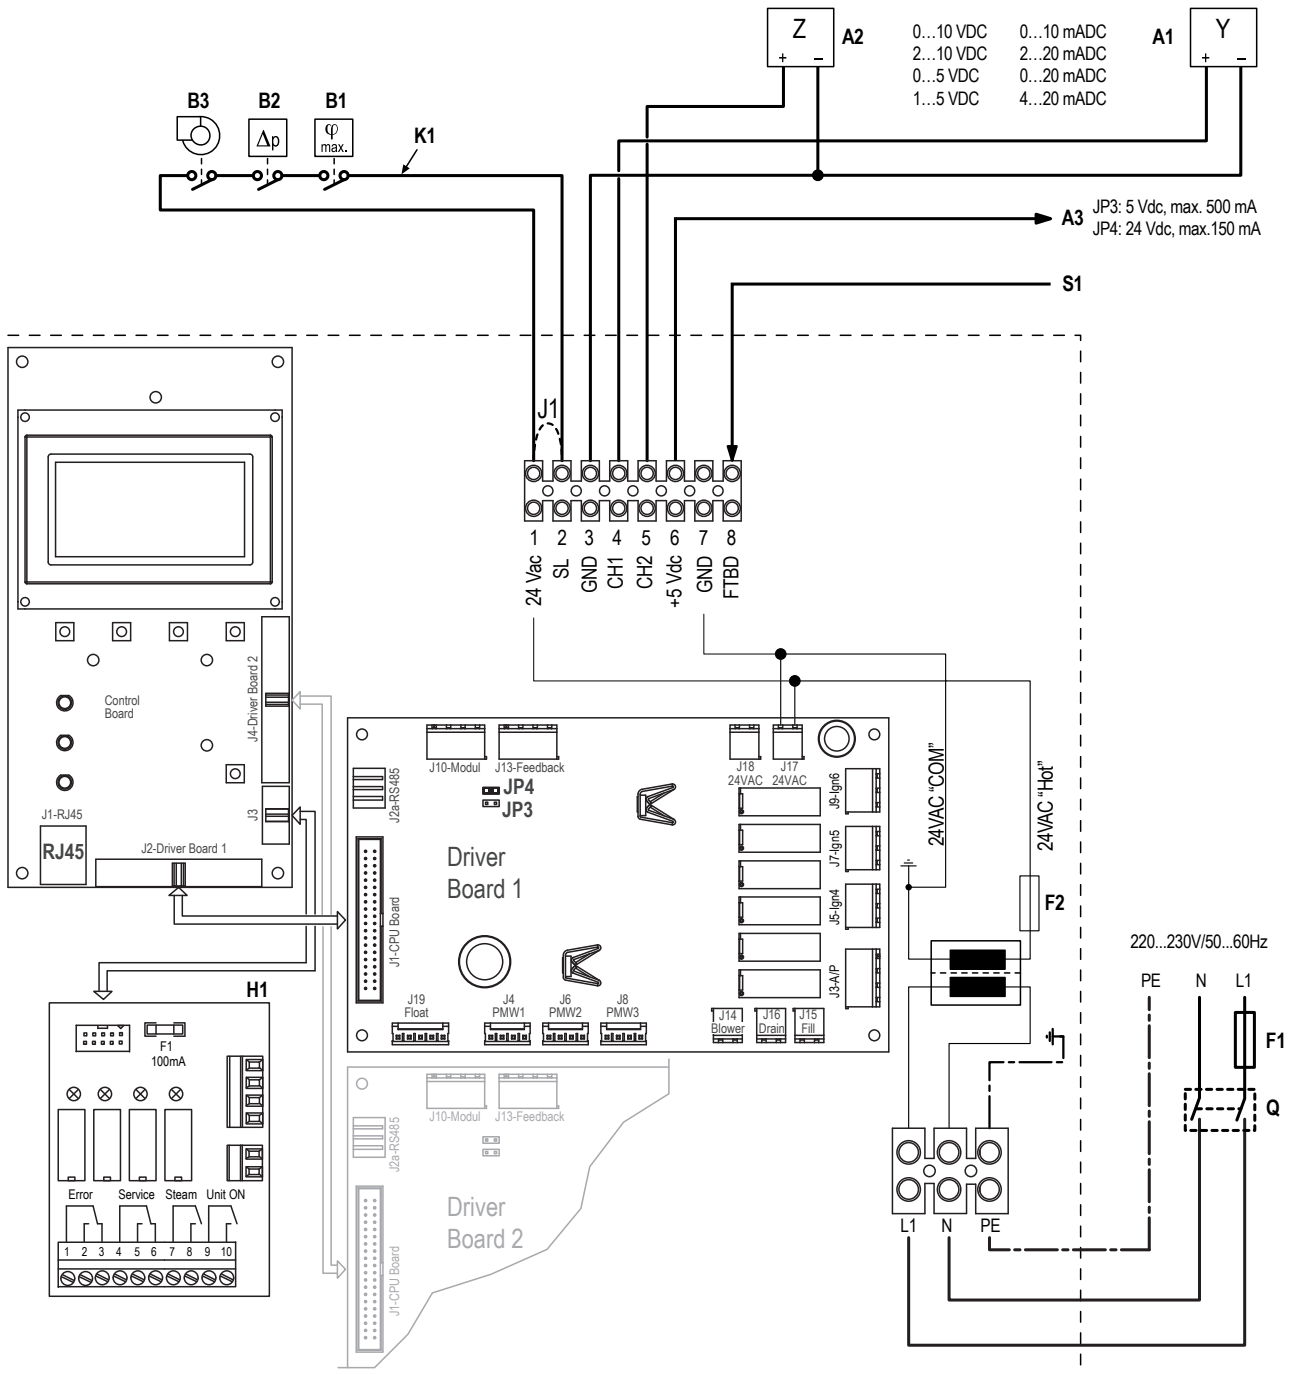 Z
+ –
A2
0...10 VDC 0...10 mADC
2...10 VDC 2...20 mADC
0...5 VDC 0...20 mADC
1...5 VDC 4...20 mADC
A1
Y
+ –
B3
B2
B1
Δp
φ
max.
K1
A3
JP3: 5 Vdc, max. 500 mA
JP4: 24 Vdc, max.150 mA
S1
J1
1 2 3 4 5 6 7 8
24 Vac
SL
GND
CH1
CH2
+5 Vdc
GND
FTBD
Control
Board
J4-Driver Board 2
J3
J1-RJ45
RJ45
J2-Driver Board 1
J10-Modul
J13-Feedback
J18
24VAC
J17
24VAC
J2a-RS485
JP4
JP3
J9-Ign6
J7-Ign5
J5-Ign4
J3-A/P
Driver
Board 1
J1-CPU Board
J19
Float
J4
PMW1
J6
PMW2
J8
PMW3
J14
Blower
J16
Drain
J15
Fill
24VAC “COM”
24VAC “Hot”
F2
220...230V/50...60Hz
PE N L1
F1
Q
L1 N PE
H1
F1
100mA
Error Service Steam Unit ON
1 2 3 4 5 6 7 8 9 10
J10-Modul
J13-Feedback
J2a-RS485
Driver
Board 2
J1-CPU Board